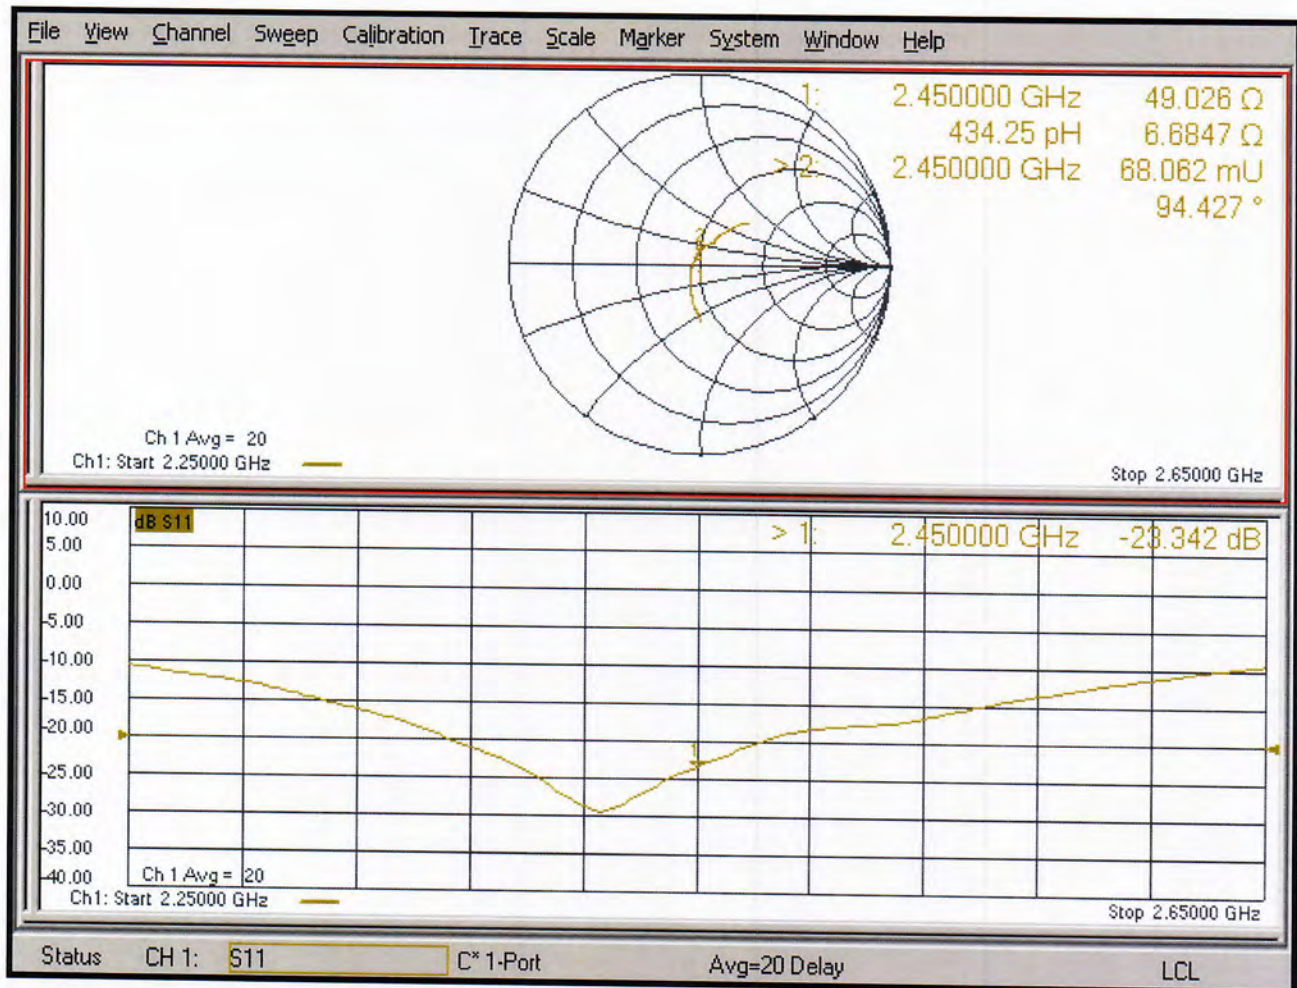 File View Channel Sweep Calibration Trace Scale Marker System Window Help
1: 2.450000 GHz 49.026 Ω
434.25 pH 6.6847 Ω
> 2: 2.450000 GHz 68.062 mU
94.427 °
Ch 1 Avg = 20
Ch1: Start 2.25000 GHz
Stop 2.65000 GHz
10.00
dB S11
> 1: 2.450000 GHz -23.342 dB
5.00
0.00
-5.00
-10.00
-15.00
-20.00
1
-25.00
-30.00
-35.00
-40.00
Ch 1 Avg = 20
Ch1: Start 2.25000 GHz
Stop 2.65000 GHz
Status CH 1: S11 C* 1-Port Avg=20 Delay LCL